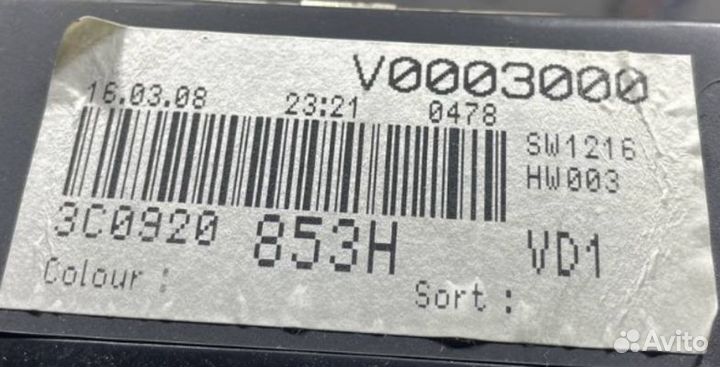 V0003000
16.03.08 23:21 0478
SW1216
HW003
3C0920 853H VD1
Colour :
Sort :
Avito